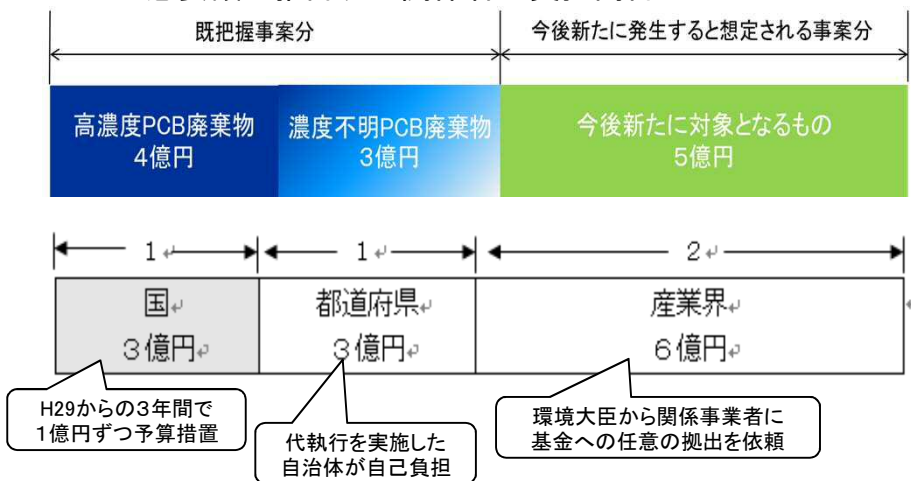 既把握事案分
今後新たに発生すると想定される事案分
高濃度PCB廃棄物
4億円
濃度不明PCB廃棄物
3億円
今後新たに対象となるもの
5億円
1↵
1↵
2↵
国↵
３億円↵
都道府県↵
３億円↵
産業界↵
６億円↵
H29からの３年間で
１億円ずつ予算措置
代執行を実施した
自治体が自己負担
環境大臣から関係事業者に
基金への任意の拠出を依頼